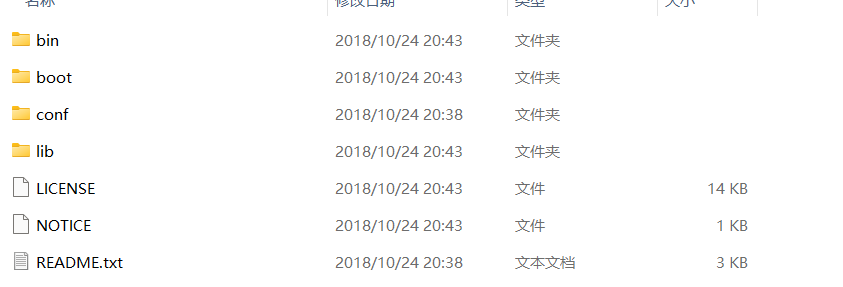 名称 修改日期 类型 大小
bin 2018/10/24 20:43 文件夹
boot 2018/10/24 20:43 文件夹
conf 2018/10/24 20:38 文件夹
lib 2018/10/24 20:43 文件夹
LICENSE 2018/10/24 20:43 文件 14 KB
NOTICE 2018/10/24 20:43 文件 1 KB
README.txt 2018/10/24 20:38 文本文档 3 KB